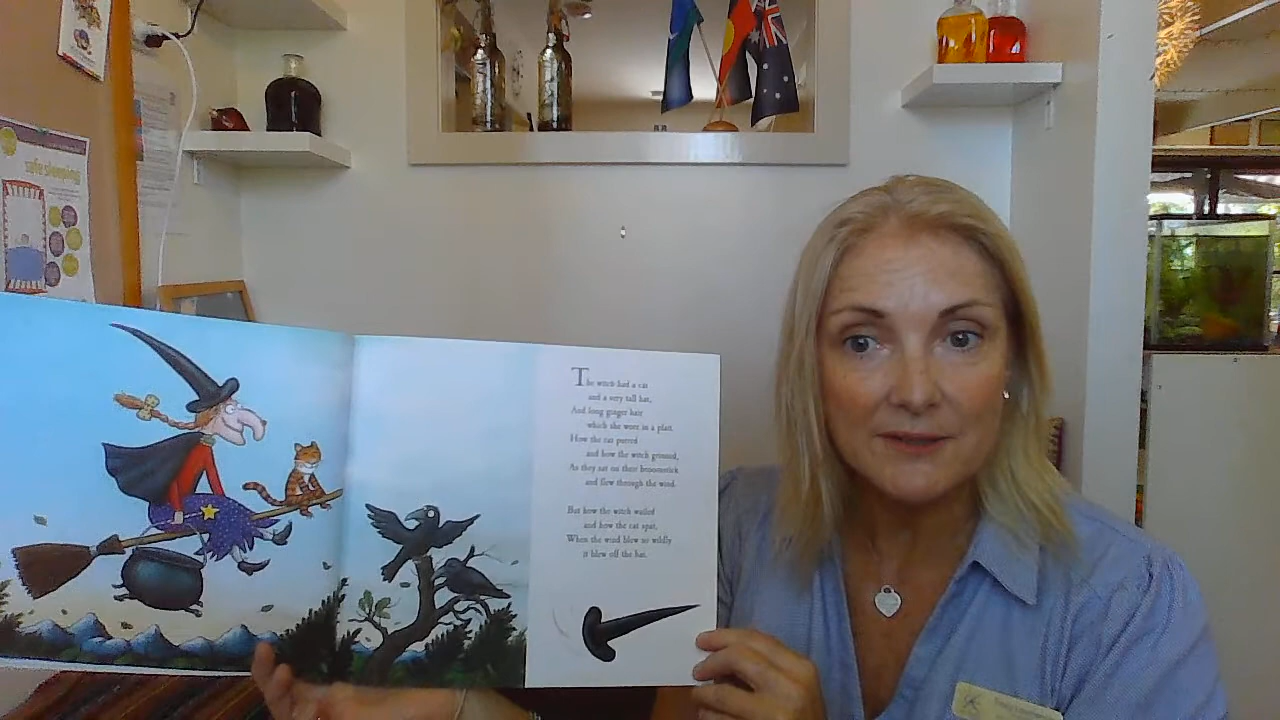 safe sleeping
The witch had a cat
and a very tall hat,
And long ginger hair
which she wore in a plait.
How the cat purred
and how the witch grinned,
As they sat on their broomstick
and flew through the wind.
But how the witch wailed
and how the cat spat,
When the wind blew so wildly
it blew off the hat.